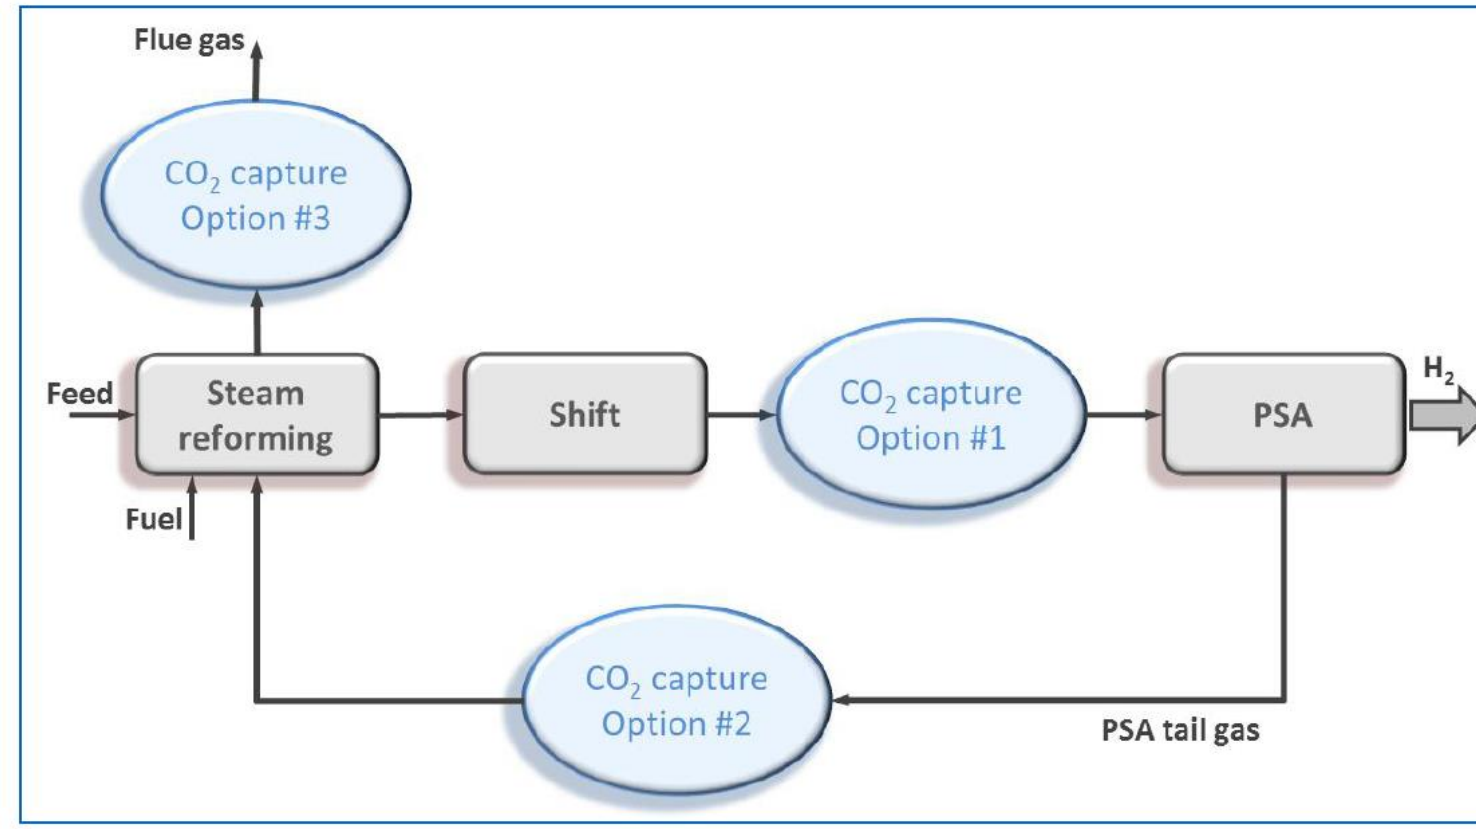 Flue gas
CO₂ capture
Option #3
Feed
Steam
reforming
Shift
CO₂ capture
Option #1
PSA
H₂
Fuel
CO₂ capture
Option #2
PSA tail gas